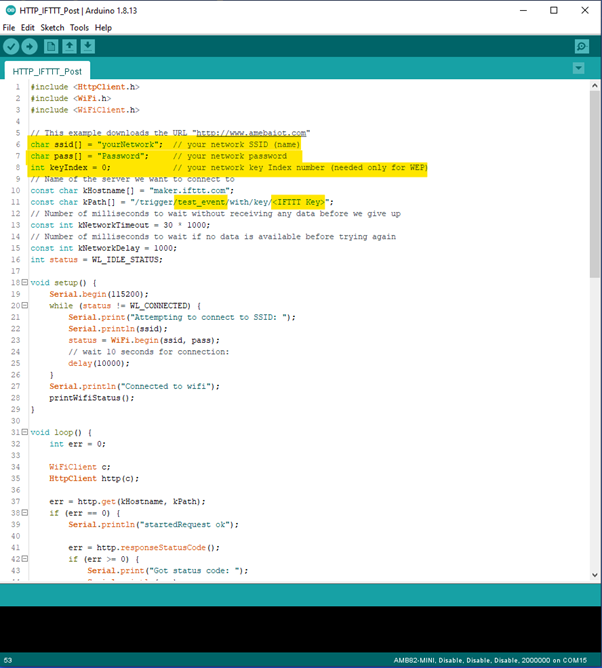 HTTP_IFTTT_Post | Arduino 1.8.13
File Edit Sketch Tools Help
HTTP_IFTTT_Post
1 #include <HttpClient.h>
2 #include <WiFi.h>
3 #include <WiFiClient.h>
4
5 // This example downloads the URL "http://www.amebaiot.com"
6 char ssid[] = "yourNetwork";  // your network SSID (name)
7 char pass[] = "Password";     // your network password
8 int keyIndex = 0;             // your network key Index number (needed only for WEP)
9 // Name of the server we want to connect to
10 const char kHostname[] = "maker.ifttt.com";
11 const char kPath[] = "/trigger/test_event/with/key/<IFTTT Key>";
12 // Number of milliseconds to wait without receiving any data before we give up
13 const int kNetworkTimeout = 30 * 1000;
14 // Number of milliseconds to wait if no data is available before trying again
15 const int kNetworkDelay = 1000;
16 int status = WL_IDLE_STATUS;
17
18 void setup() {
19     Serial.begin(115200);
20     while (status != WL_CONNECTED) {
21         Serial.print("Attempting to connect to SSID: ");
22         Serial.println(ssid);
23         status = WiFi.begin(ssid, pass);
24         // wait 10 seconds for connection:
25         delay(10000);
26     }
27     Serial.println("Connected to wifi");
28     printWifiStatus();
29 }
30
31 void loop() {
32     int err = 0;
33
34     WiFiClient c;
35     HttpClient http(c);
36
37     err = http.get(kHostname, kPath);
38     if (err == 0) {
39         Serial.println("startedRequest ok");
40
41         err = http.responseStatusCode();
42         if (err >= 0) {
43             Serial.print("Got status code: ");
53 AMB82-MINI, Disable, Disable, Disable, 2000000 on COM15